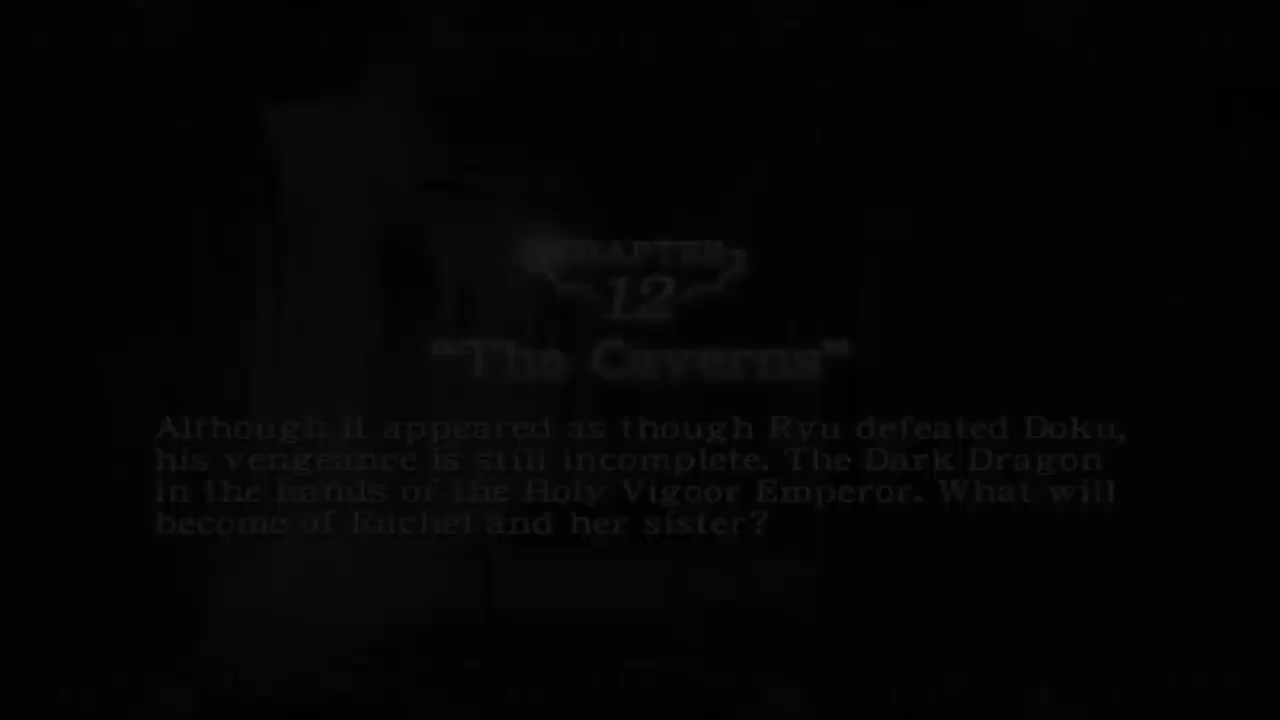 CHAPTER
12
"The Caverns"
Although it appeared as though Ryu defeated Doku,
his vengeance is still incomplete. The Dark Dragon
in the hands of the Holy Vigoor Emperor. What will
become of Rachel and her sister?